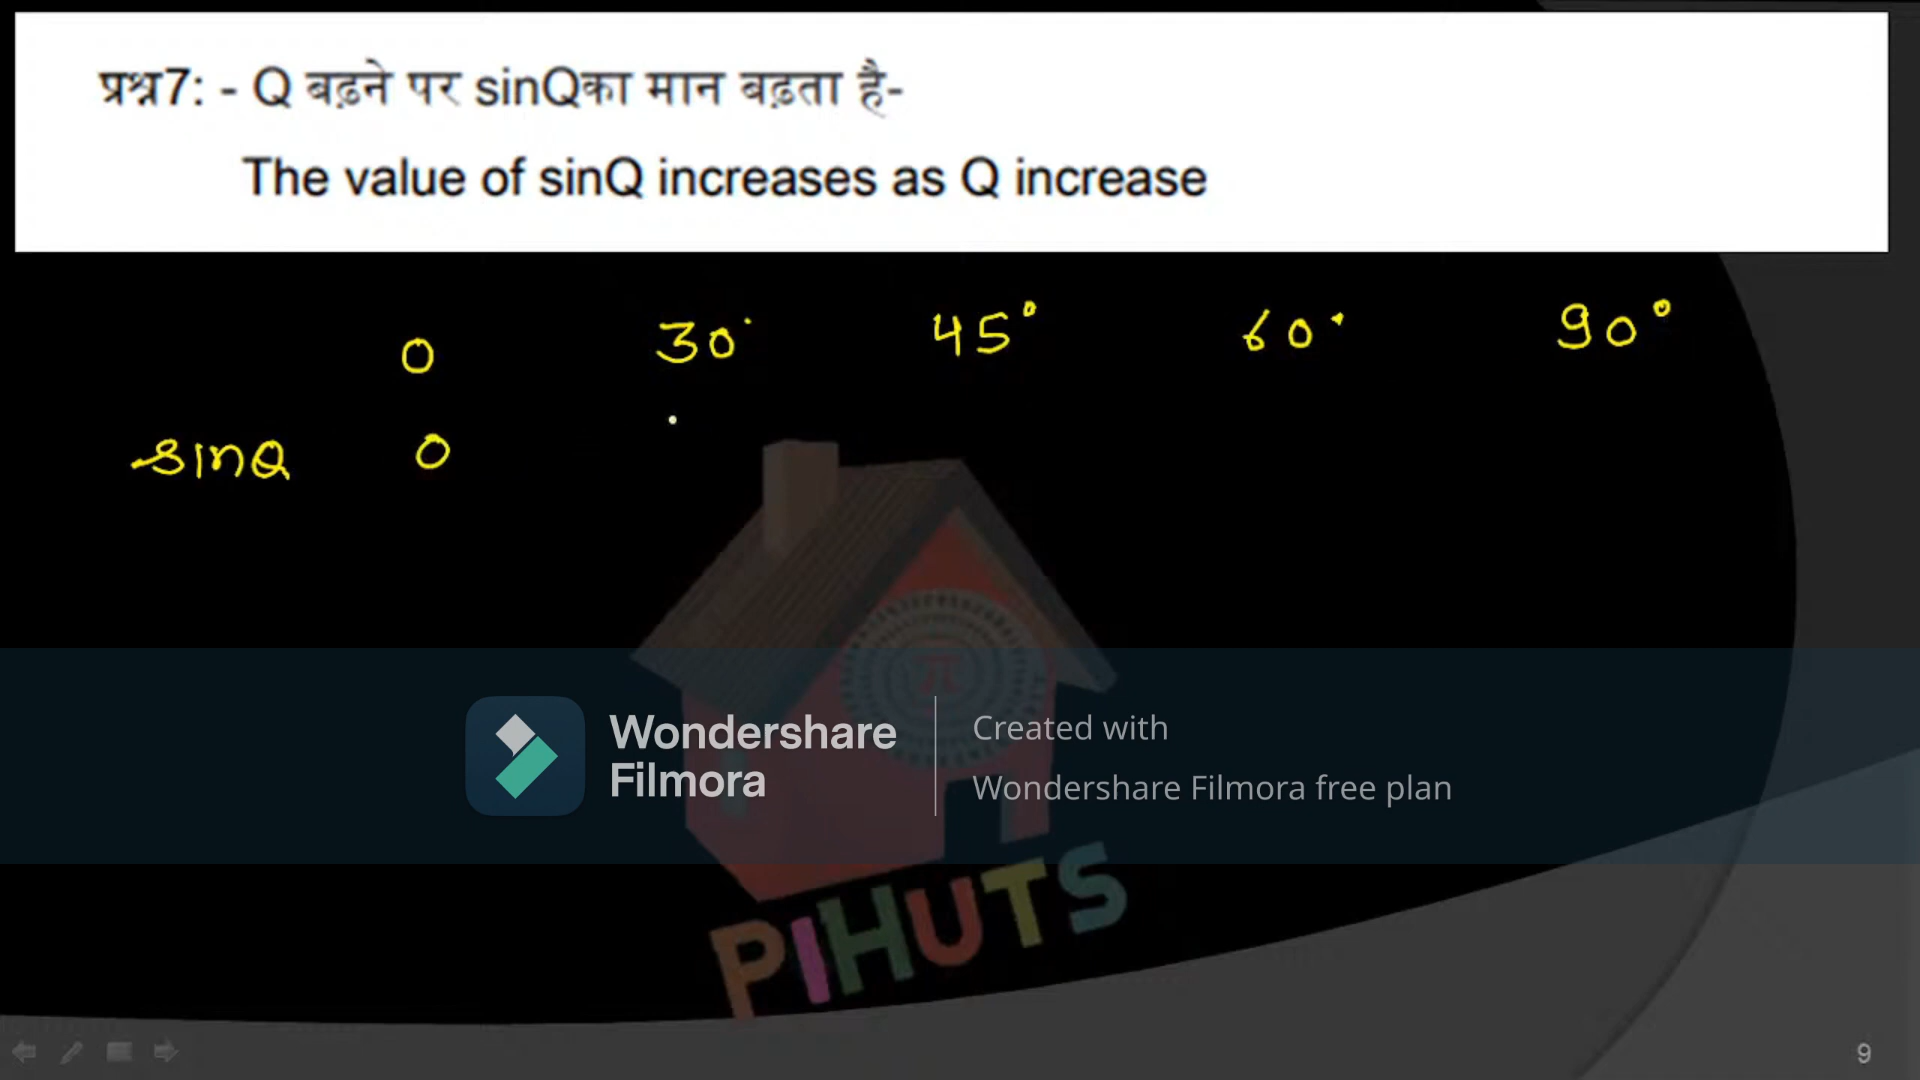 प्रश्न7: - Q बढ़ने पर sinQका मान बढ़ता है-
The value of sinQ increases as Q increase
0 30° 45° 60° 90°
sinQ 0
Wondershare
Filmora
Created with
Wondershare Filmora free plan
π
PIHUTS
9